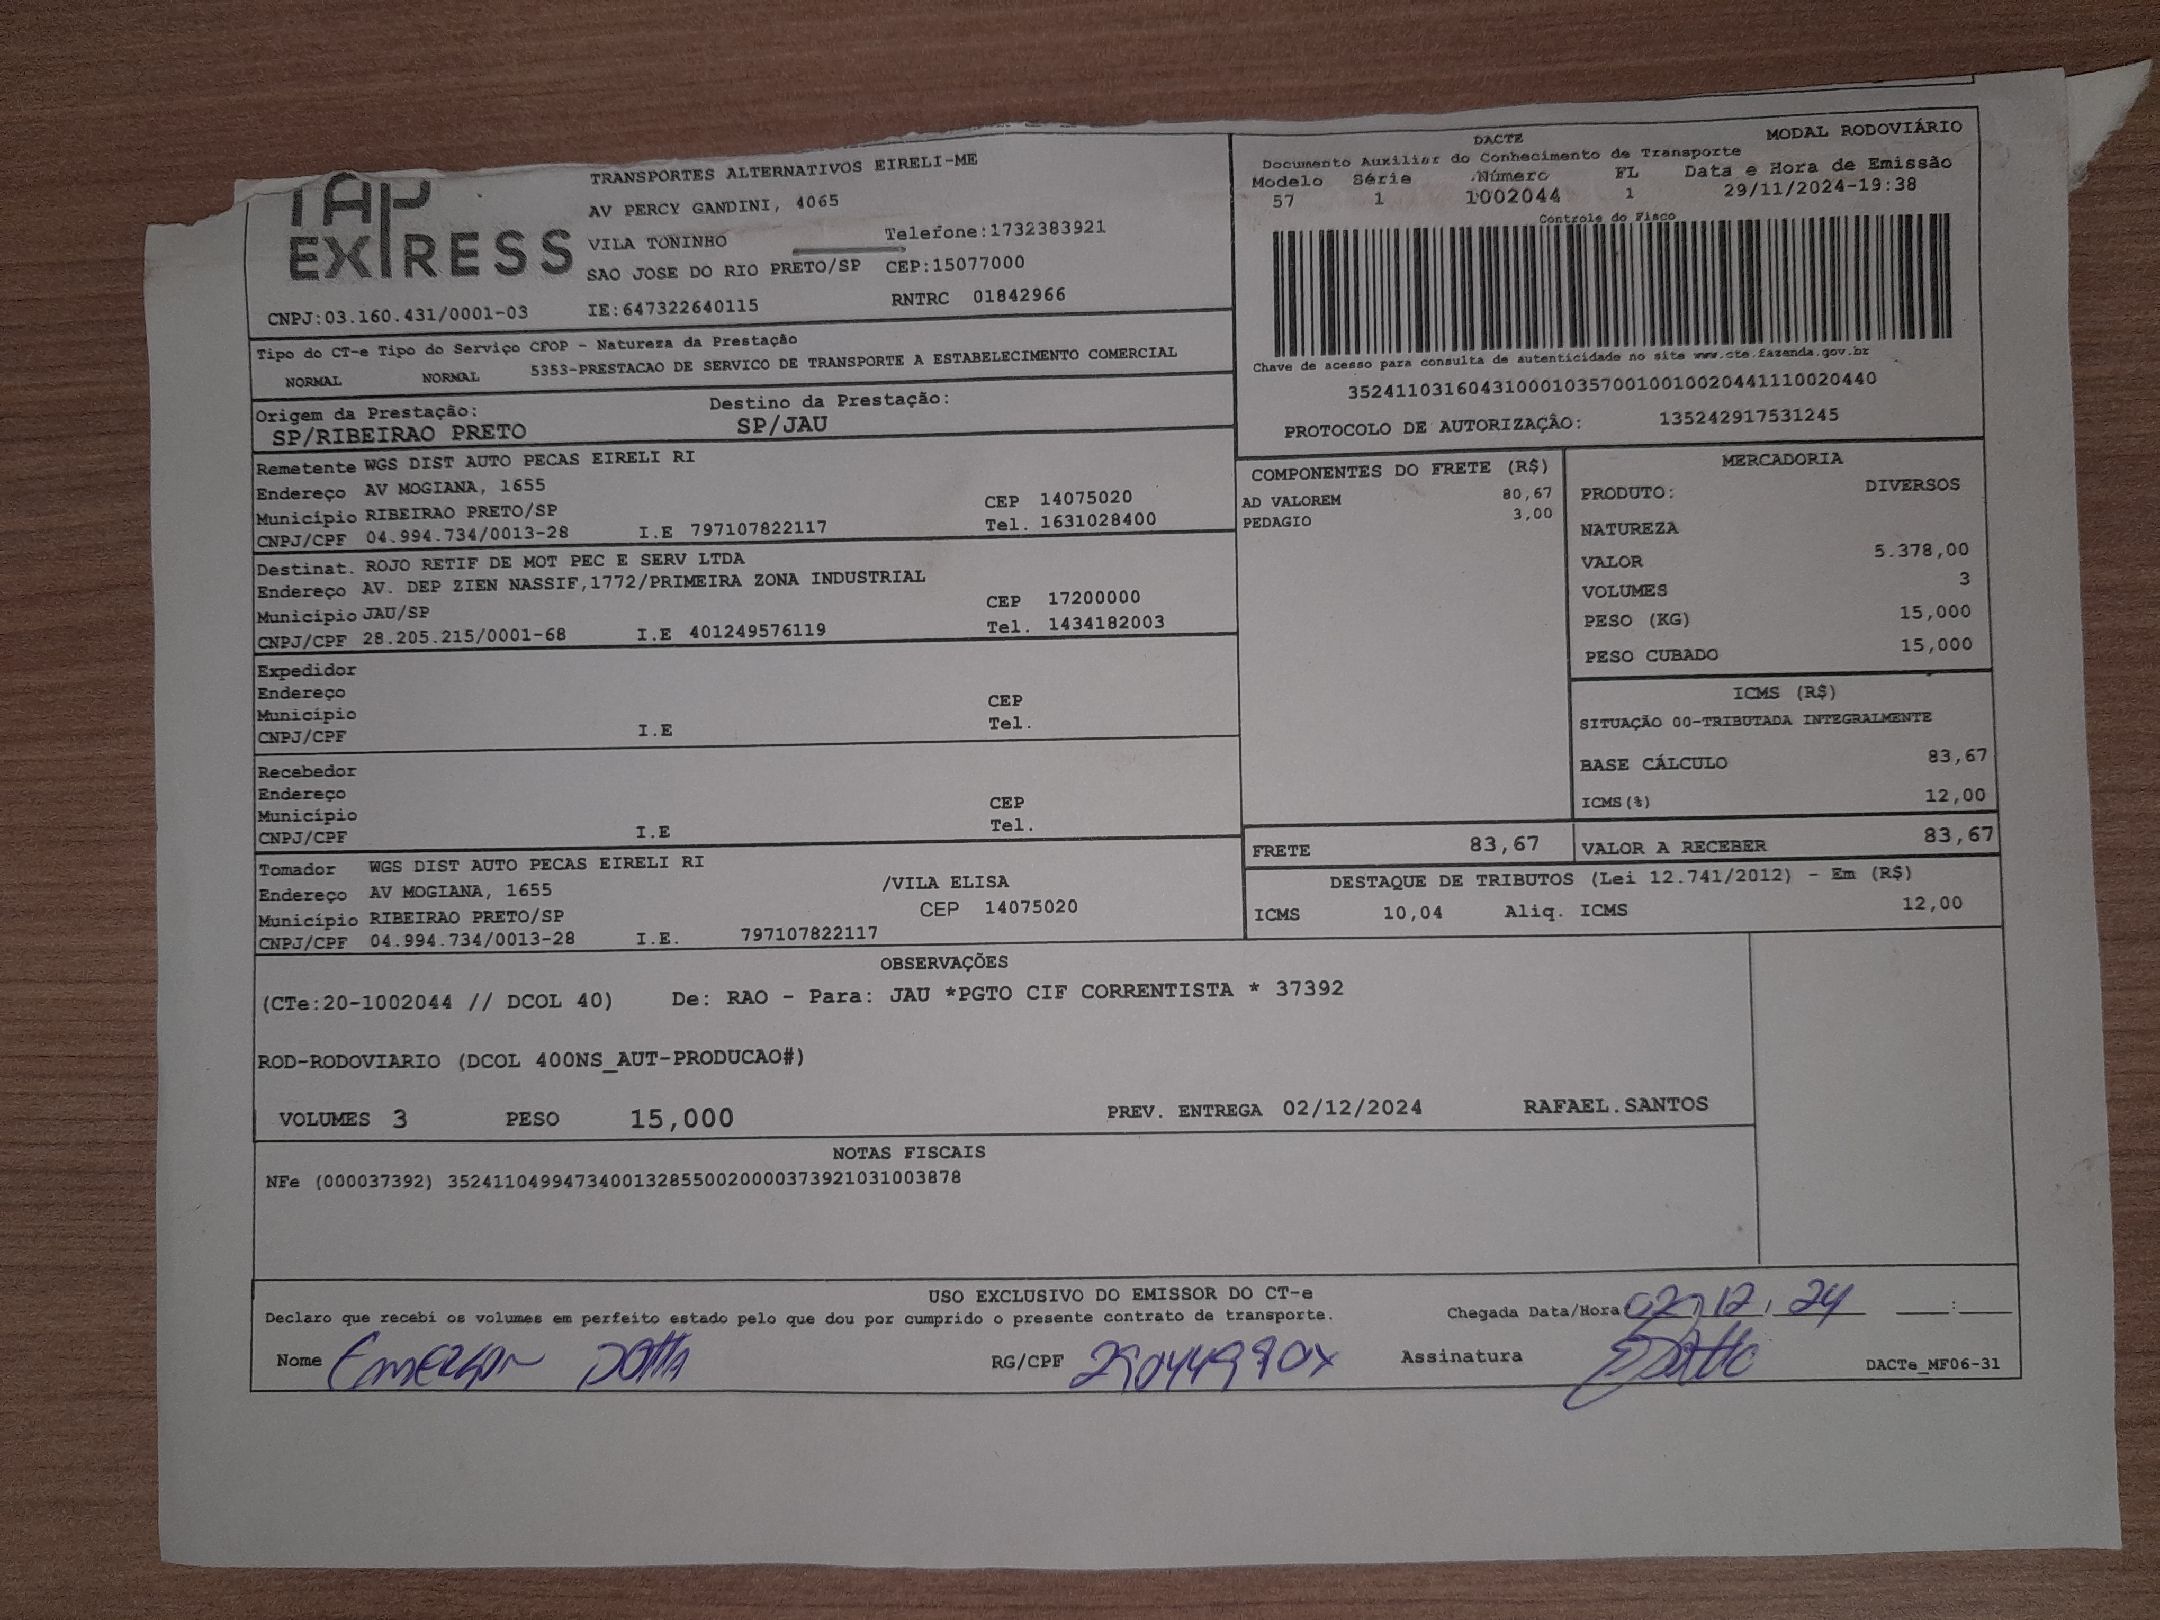 TAP
EXPRESS
TRANSPORTES ALTERNATIVOS EIRELI-ME
AV PERCY GANDINI, 4065
VILA TONINHO Telefone:1732383921
SAO JOSE DO RIO PRETO/SP CEP:15077000
CNPJ:03.160.431/0001-03 IE:647322640115 RNTRC 01842966
DACTE MODAL RODOVIÁRIO
Documento Auxiliar do Conhecimento de Transporte
Modelo Série Número FL Data e Hora de Emissão
57 1 1002044 1 29/11/2024-19:38
Controle do Fisco
Chave de acesso para consulta de autenticidade no site www.cte.fazenda.gov.br
35241103160431000103570010010020441110020440
PROTOCOLO DE AUTORIZAÇÂO: 135242917531245
Tipo do CT-e Tipo do Serviço CFOP - Natureza da Prestação
NORMAL NORMAL 5353-PRESTACAO DE SERVICO DE TRANSPORTE A ESTABELECIMENTO COMERCIAL
Origem da Prestação: Destino da Prestação:
SP/RIBEIRAO PRETO SP/JAU
Remetente WGS DIST AUTO PECAS EIRELI RI
Endereço AV MOGIANA, 1655 CEP 14075020
Município RIBEIRAO PRETO/SP Tel. 1631028400
CNPJ/CPF 04.994.734/0013-28 I.E 797107822117
Destinat. ROJO RETIF DE MOT PEC E SERV LTDA
Endereço AV. DEP ZIEN NASSIF,1772/PRIMEIRA ZONA INDUSTRIAL
Município JAU/SP CEP 17200000
CNPJ/CPF 28.205.215/0001-68 I.E 401249576119 Tel. 1434182003
Expedidor
Endereço
Município CEP
CNPJ/CPF I.E Tel.
Recebedor
Endereço
Município CEP
CNPJ/CPF I.E Tel.
Tomador WGS DIST AUTO PECAS EIRELI RI
Endereço AV MOGIANA, 1655 /VILA ELISA
Município RIBEIRAO PRETO/SP CEP 14075020
CNPJ/CPF 04.994.734/0013-28 I.E. 797107822117
COMPONENTES DO FRETE (R$)
AD VALOREM 80,67
PEDAGIO 3,00
MERCADORIA
PRODUTO: DIVERSOS
NATUREZA
VALOR 5.378,00
VOLUMES 3
PESO (KG) 15,000
PESO CUBADO 15,000
ICMS (R$)
SITUAÇÃO 00-TRIBUTADA INTEGRALMENTE
BASE CÁLCULO 83,67
ICMS(%) 12,00
FRETE 83,67 VALOR A RECEBER 83,67
DESTAQUE DE TRIBUTOS (Lei 12.741/2012) - Em (R$)
ICMS 10,04 Aliq. ICMS 12,00
OBSERVAÇÕES
(CTe:20-1002044 // DCOL 40) De: RAO - Para: JAU *PGTO CIF CORRENTISTA * 37392
ROD-RODOVIARIO (DCOL 400NS_AUT-PRODUCAO#)
VOLUMES 3 PESO 15,000 PREV. ENTREGA 02/12/2024 RAFAEL.SANTOS
NOTAS FISCAIS
NFe (000037392) 35241104994734001328550020000373921031003878
USO EXCLUSIVO DO EMISSOR DO CT-e
Declaro que recebi os volumes em perfeito estado pelo que dou por cumprido o presente contrato de transporte. Chegada Data/Hora 02/12/24 __:__
Nome Emerson Dotta RG/CPF 29044990X Assinatura EDotta DACTe_MF06-31